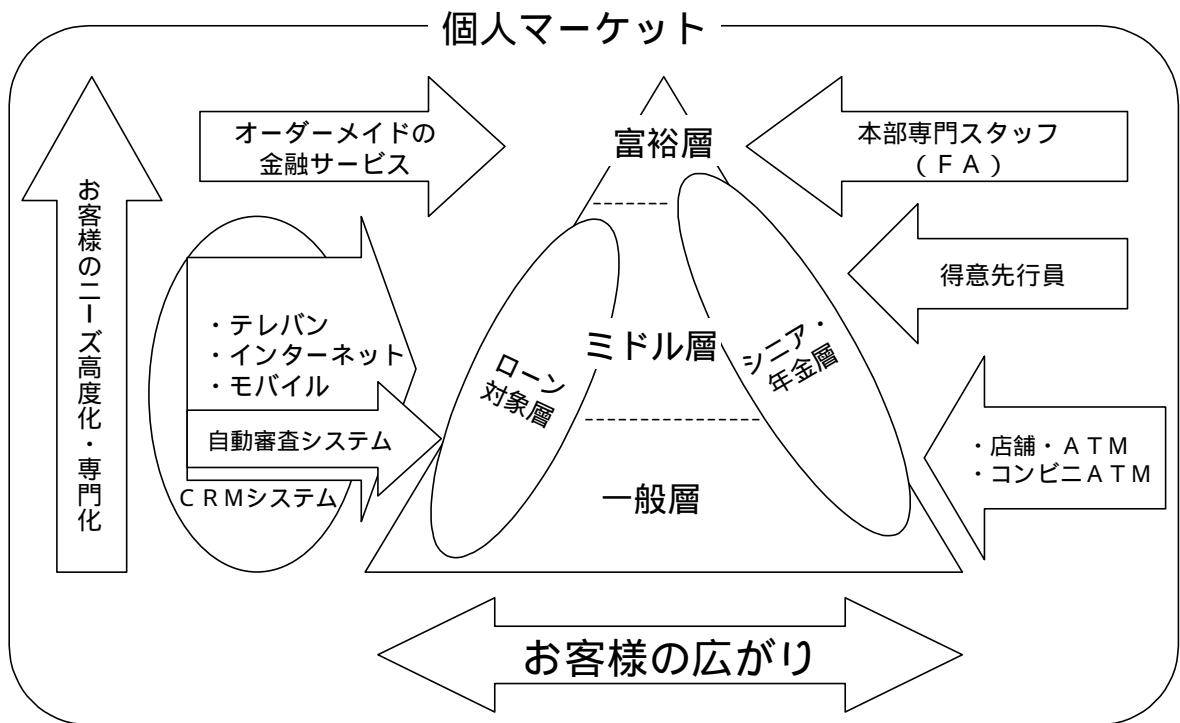 個人マーケット
オーダーメイドの
金融サービス
富裕層
本部専門スタッフ
（ＦＡ）
お客様のニーズ高度化・専門化
得意先行員
・テレバン
・インターネット
・モバイル
ミドル層
ローン
対象層
シニア・
年金層
自動審査システム
・店舗・ＡＴＭ
・コンビニＡＴＭ
ＣＲＭシステム
一般層
お客様の広がり